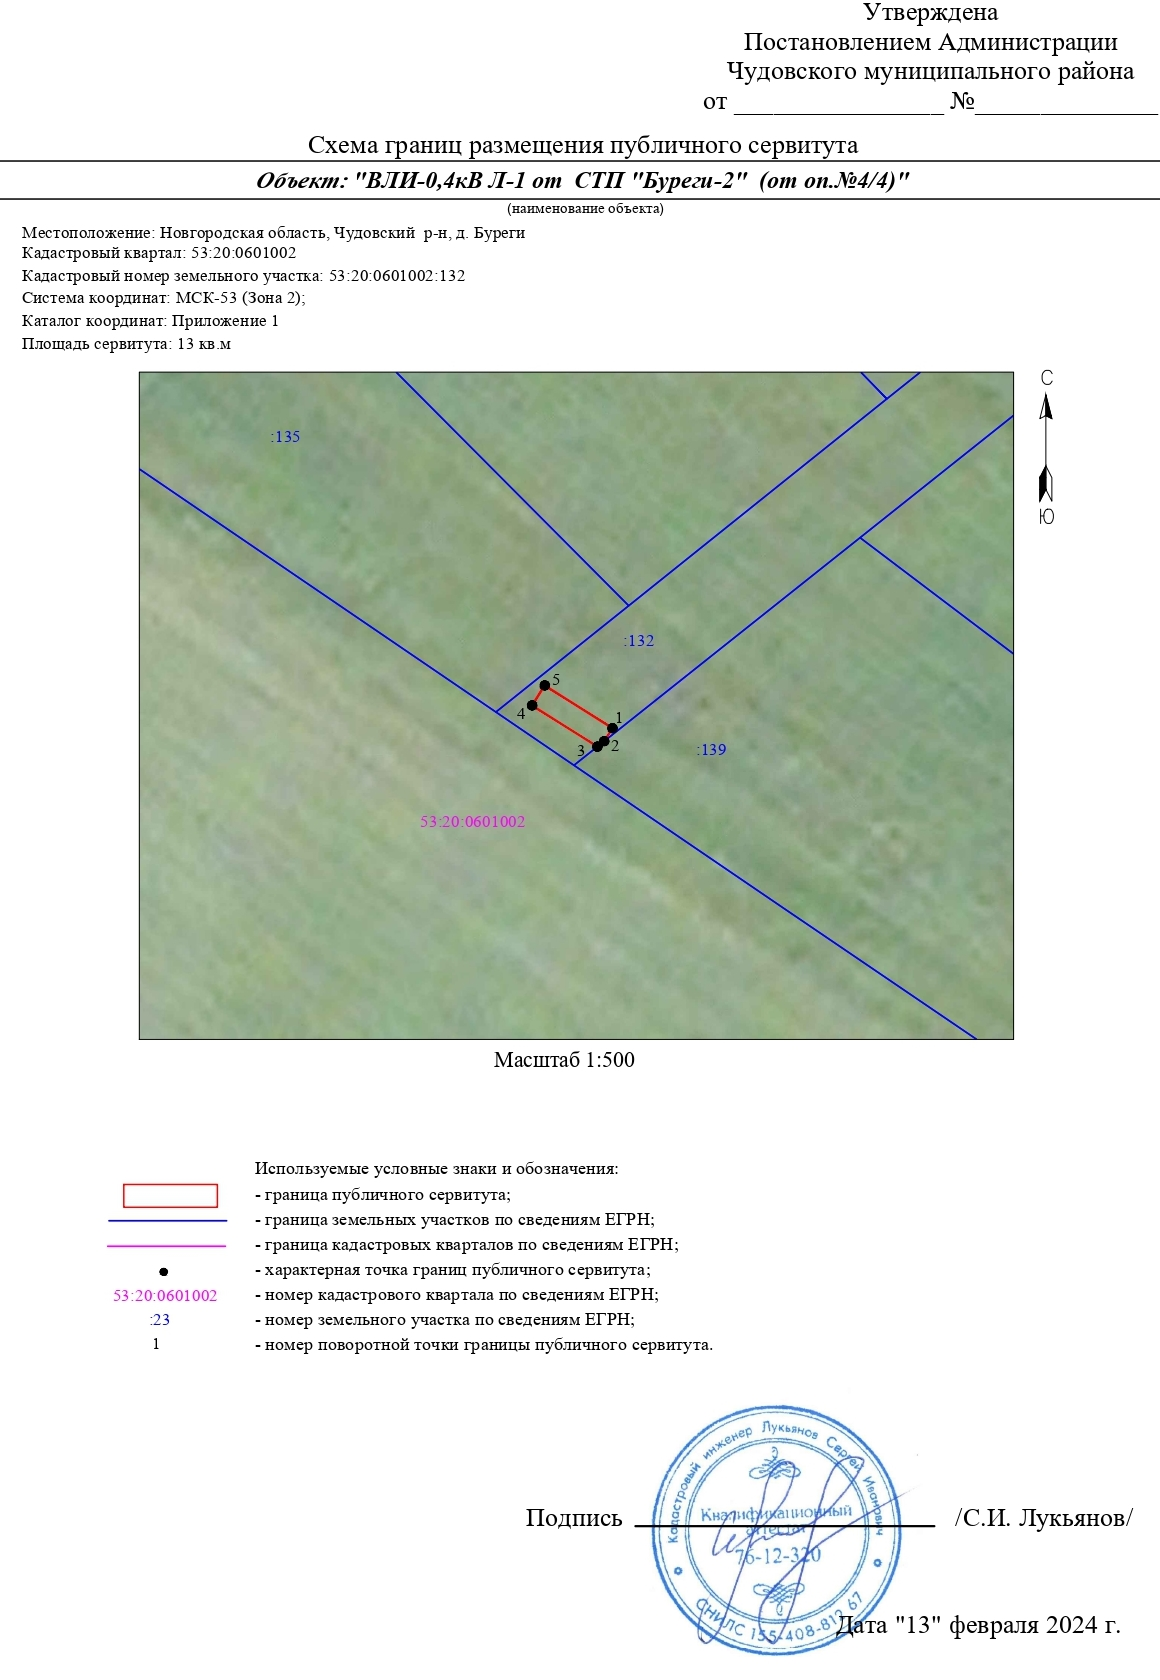 Утверждена
Постановлением Администрации
Чудовского муниципального района
от ________________ №______________
Схема границ размещения публичного сервитута
Объект: "ВЛИ-0,4кВ Л-1 от СТП "Буреги-2" (от оп.№4/4)"
(наименование объекта)
Местоположение: Новгородская область, Чудовский р-н, д. Буреги
Кадастровый квартал: 53:20:0601002
Кадастровый номер земельного участка: 53:20:0601002:132
Система координат: МСК-53 (Зона 2);
Каталог координат: Приложение 1
Площадь сервитута: 13 кв.м
С
Ю
:135
:132
5
4
1
3
2
:139
53:20:0601002
Масштаб 1:500
Используемые условные знаки и обозначения:
- граница публичного сервитута;
- граница земельных участков по сведениям ЕГРН;
- граница кадастровых кварталов по сведениям ЕГРН;
- характерная точка границ публичного сервитута;
53:20:0601002 - номер кадастрового квартала по сведениям ЕГРН;
:23 - номер земельного участка по сведениям ЕГРН;
1 - номер поворотной точки границы публичного сервитута.
Кадастровый инженер Лукьянов Сергей Иванович
Квалификационный
аттестат
76-12-320
СНИЛС 155-408-812 67
Подпись /С.И. Лукьянов/
Дата "13" февраля 2024 г.